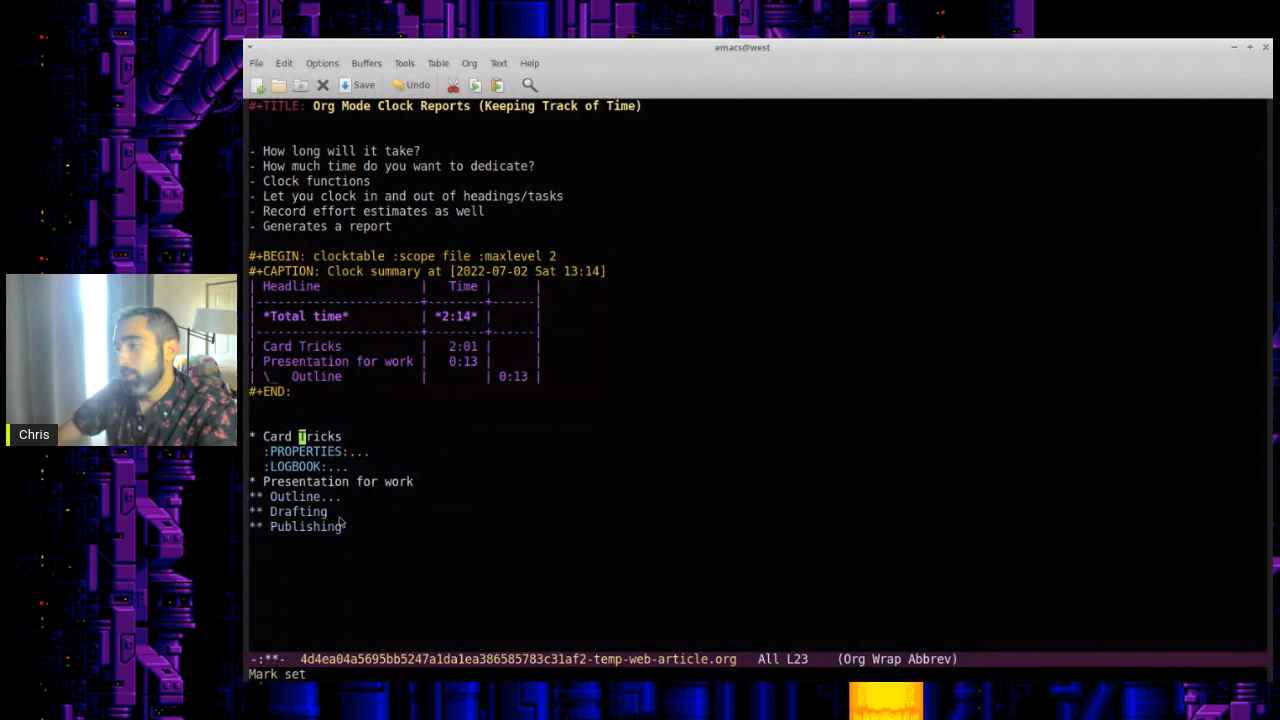 emacs@west
File Edit Options Buffers Tools Table Org Text Help
Save Undo
#+TITLE: Org Mode Clock Reports (Keeping Track of Time)
- How long will it take?
- How much time do you want to dedicate?
- Clock functions
- Let you clock in and out of headings/tasks
- Record effort estimates as well
- Generates a report
#+BEGIN: clocktable :scope file :maxlevel 2
#+CAPTION: Clock summary at [2022-07-02 Sat 13:14]
| Headline | Time | |
|-----------------------+--------+------|
| *Total time* | *2:14* | |
|-----------------------+--------+------|
| Card Tricks | 2:01 | |
| Presentation for work | 0:13 | |
| \_ Outline | | 0:13 |
#+END:
* Card Tricks
:PROPERTIES:...
:LOGBOOK:...
* Presentation for work
** Outline...
** Drafting
** Publishing
Chris
-:**- 4d4ea04a5695bb5247a1da1ea386585783c31af2-temp-web-article.org All L23 (Org Wrap Abbrev)
Mark set